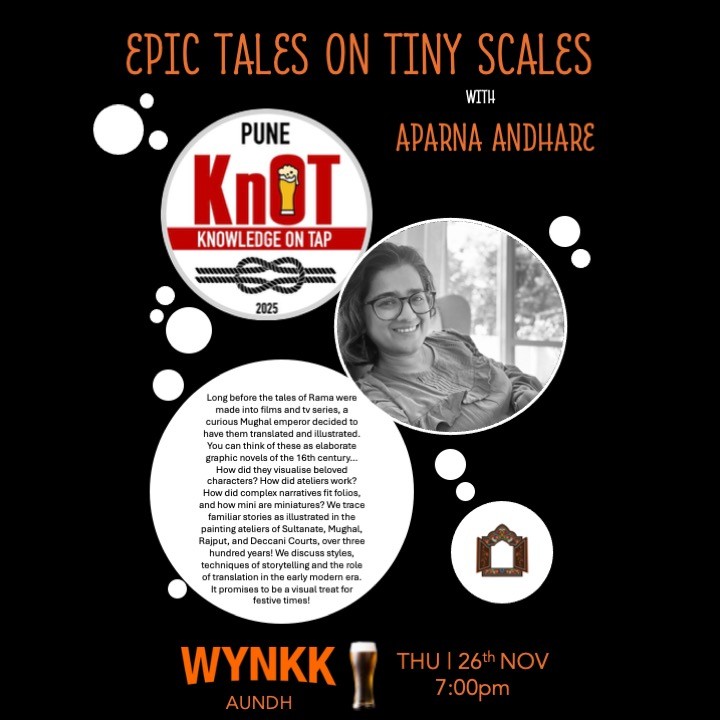 EPIC TALES ON TINY SCALES
WITH
APARNA ANDHARE
PUNE
KnOT
KNOWLEDGE ON TAP
2025
Long before the tales of Rama were
made into films and tv series, a
curious Mughal emperor decided to
have them translated and illustrated.
You can think of these as elaborate
graphic novels of the 16th century...
How did they visualise beloved
characters? How did ateliers work?
How did complex narratives fit folios,
and how mini are miniatures? We trace
familiar stories as illustrated in the
painting ateliers of Sultanate, Mughal,
Rajput, and Deccani Courts, over three
hundred years! We discuss styles,
techniques of storytelling and the role
of translation in the early modern era.
It promises to be a visual treat for
festive times!
WYNKK
AUNDH
THU | 26th NOV
7:00pm